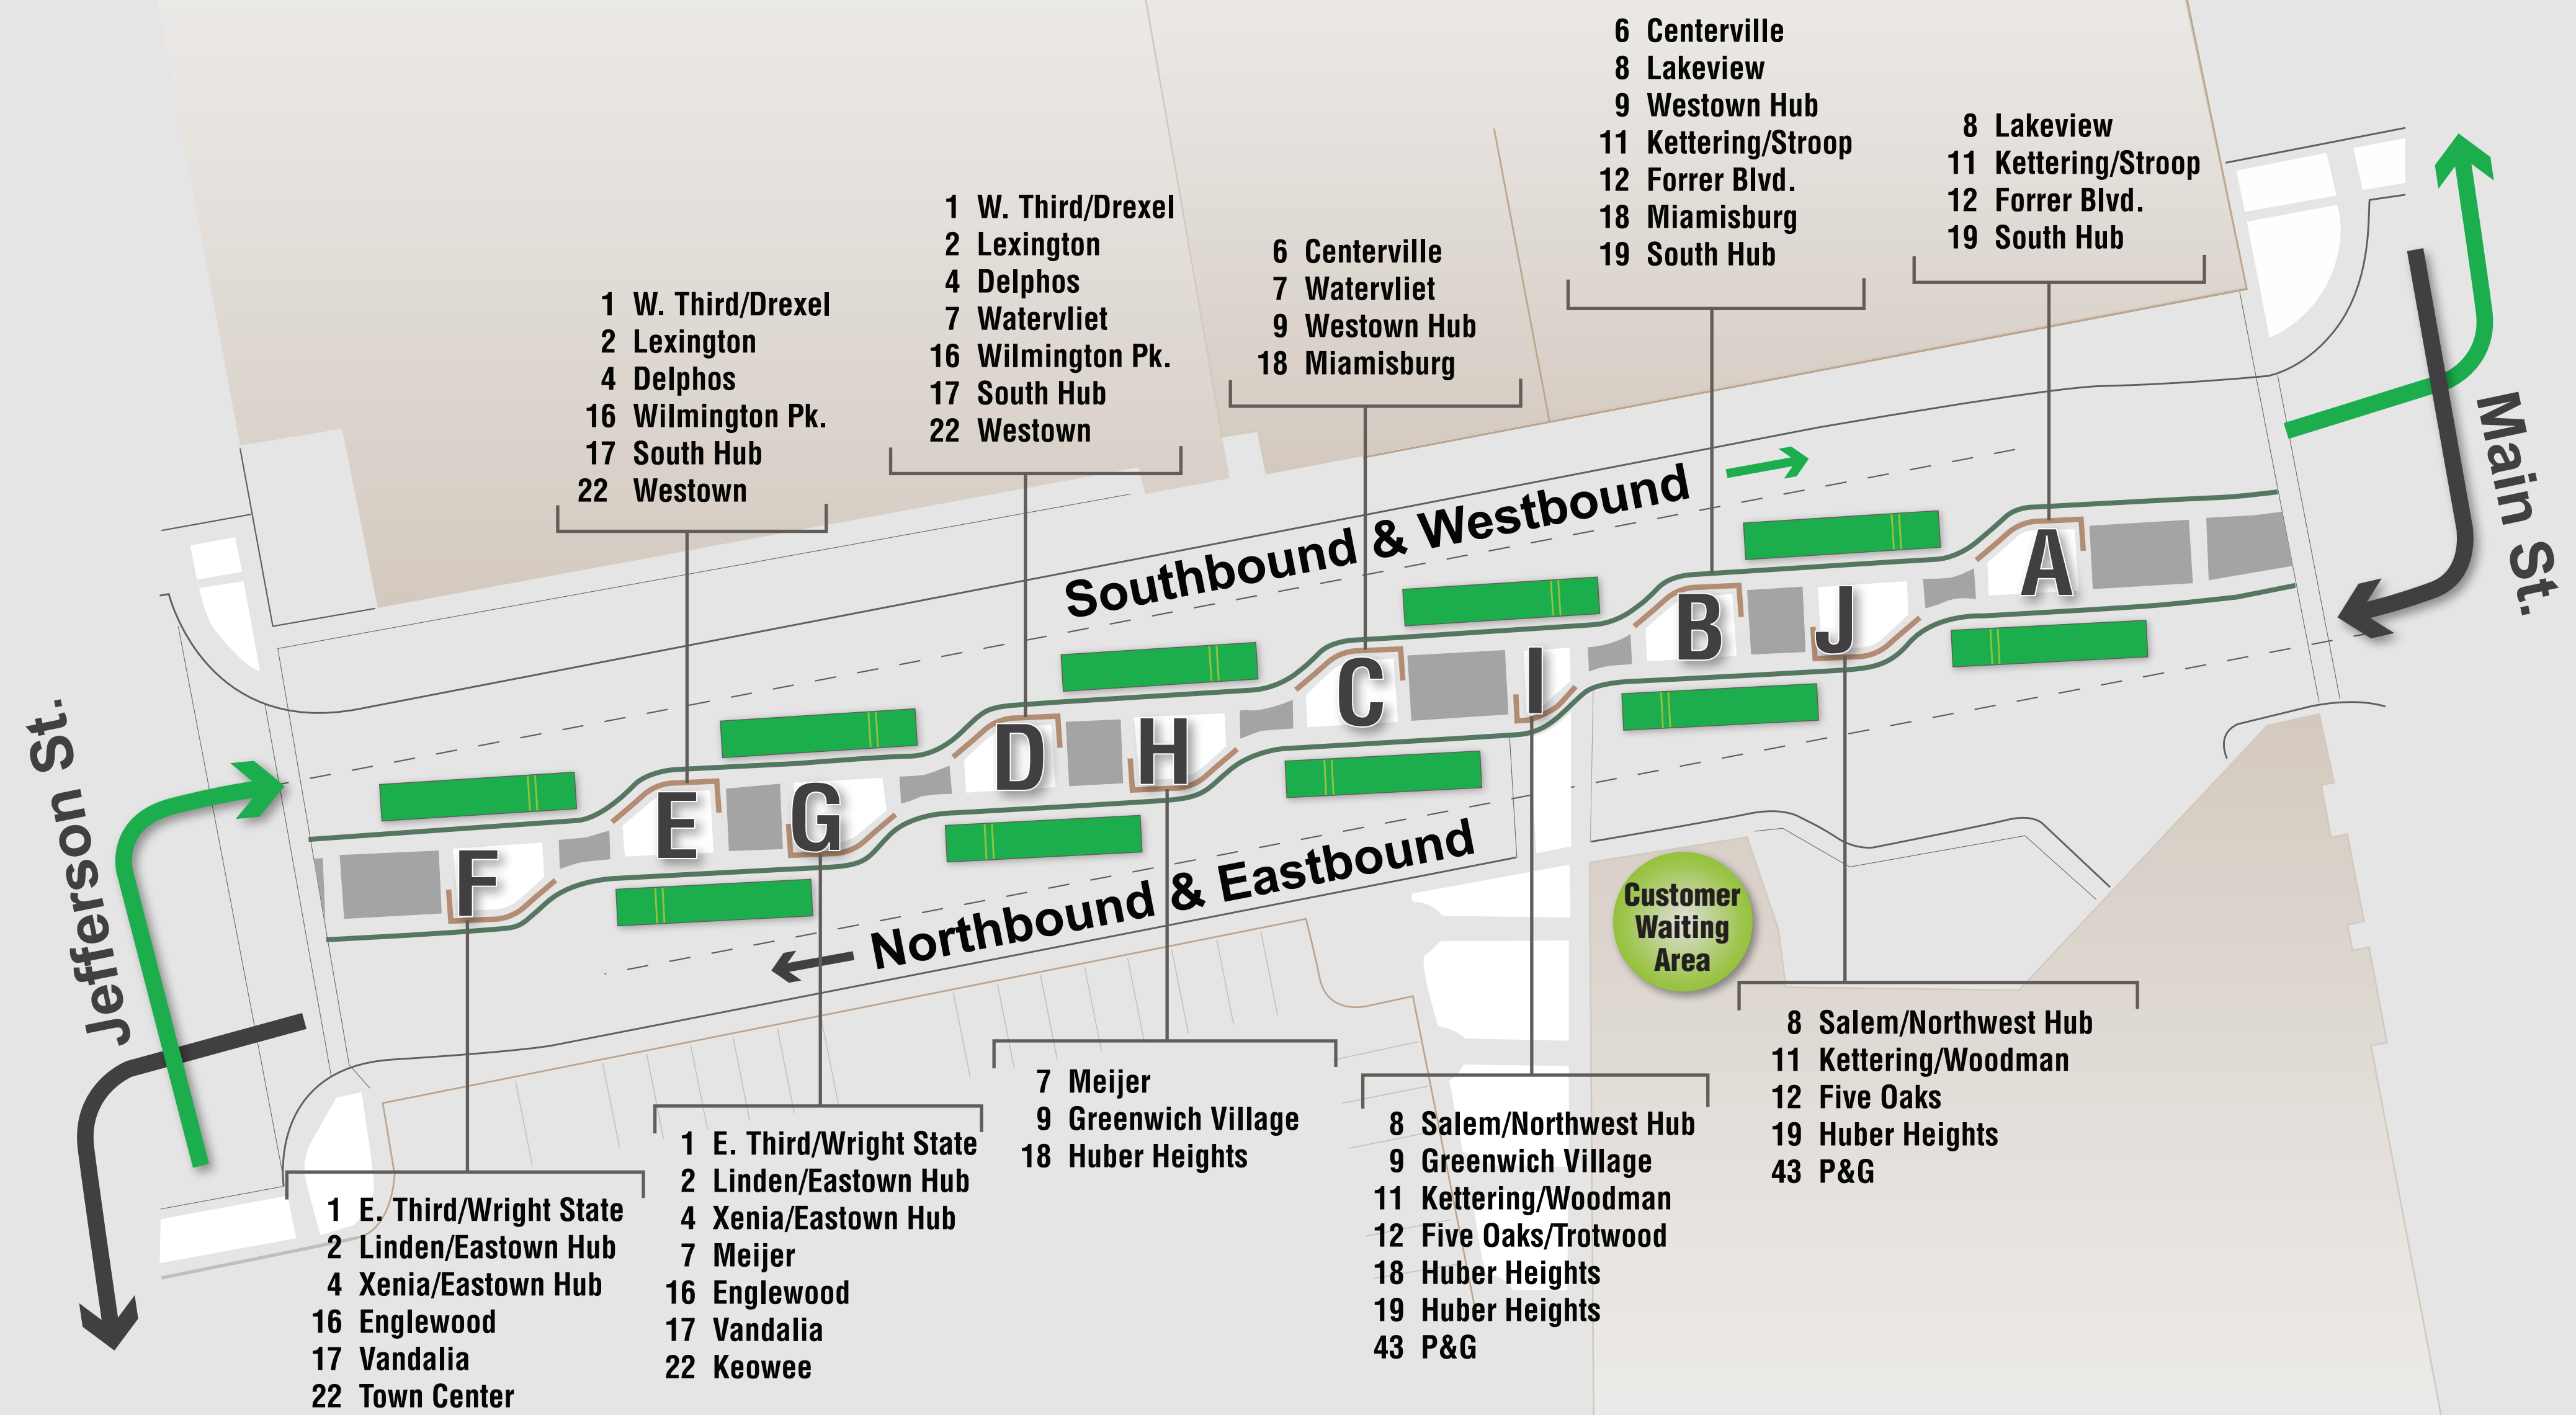 6 Centerville
8 Lakeview
9 Westown Hub
11 Kettering/Stroop
12 Forrer Blvd.
18 Miamisburg
19 South Hub
8 Lakeview
11 Kettering/Stroop
12 Forrer Blvd.
19 South Hub
1 W. Third/Drexel
2 Lexington
4 Delphos
7 Watervliet
16 Wilmington Pk.
17 South Hub
22 Westown
6 Centerville
7 Watervliet
9 Westown Hub
18 Miamisburg
1 W. Third/Drexel
2 Lexington
4 Delphos
16 Wilmington Pk.
17 South Hub
22 Westown
Main St.
Southbound & Westbound
A
B
J
C
I
D
H
E
G
F
Jefferson St.
Northbound & Eastbound
Customer
Waiting
Area
8 Salem/Northwest Hub
11 Kettering/Woodman
12 Five Oaks
19 Huber Heights
43 P&G
7 Meijer
9 Greenwich Village
18 Huber Heights
8 Salem/Northwest Hub
9 Greenwich Village
11 Kettering/Woodman
12 Five Oaks/Trotwood
18 Huber Heights
19 Huber Heights
43 P&G
1 E. Third/Wright State
2 Linden/Eastown Hub
4 Xenia/Eastown Hub
7 Meijer
16 Englewood
17 Vandalia
22 Keowee
1 E. Third/Wright State
2 Linden/Eastown Hub
4 Xenia/Eastown Hub
16 Englewood
17 Vandalia
22 Town Center